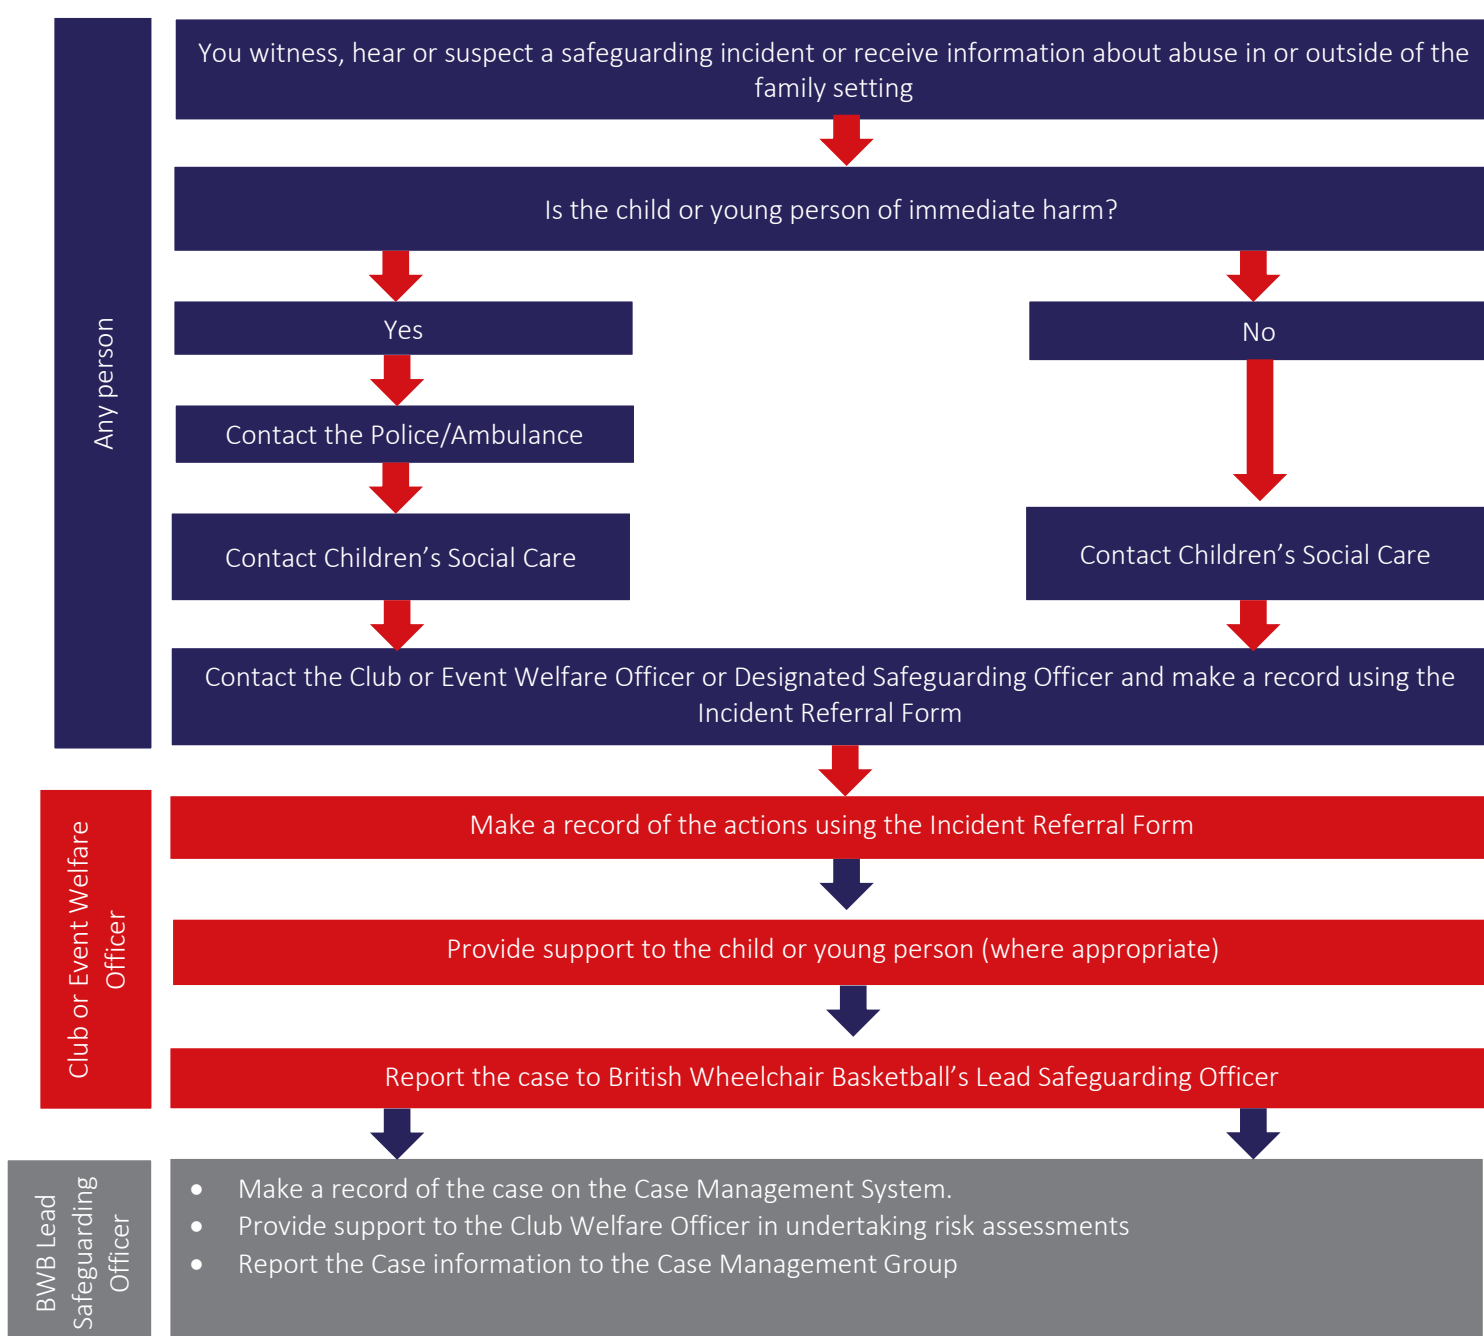 You witness, hear or suspect a safeguarding incident or receive information about abuse in or outside of the
family setting
Is the child or young person of immediate harm?
Yes
No
Contact the Police/Ambulance
Contact Children’s Social Care
Contact Children’s Social Care
Contact the Club or Event Welfare Officer or Designated Safeguarding Officer and make a record using the
Incident Referral Form
Any person
Make a record of the actions using the Incident Referral Form
Provide support to the child or young person (where appropriate)
Report the case to British Wheelchair Basketball’s Lead Safeguarding Officer
Club or Event Welfare
Officer
• Make a record of the case on the Case Management System.
• Provide support to the Club Welfare Officer in undertaking risk assessments
• Report the Case information to the Case Management Group
BWB Lead
Safeguarding
Officer